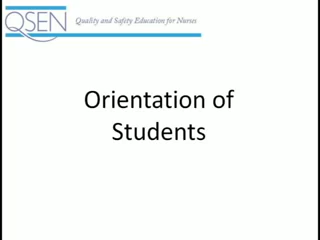 QSEN
Quality and Safety Education for Nurses
Orientation of
Students